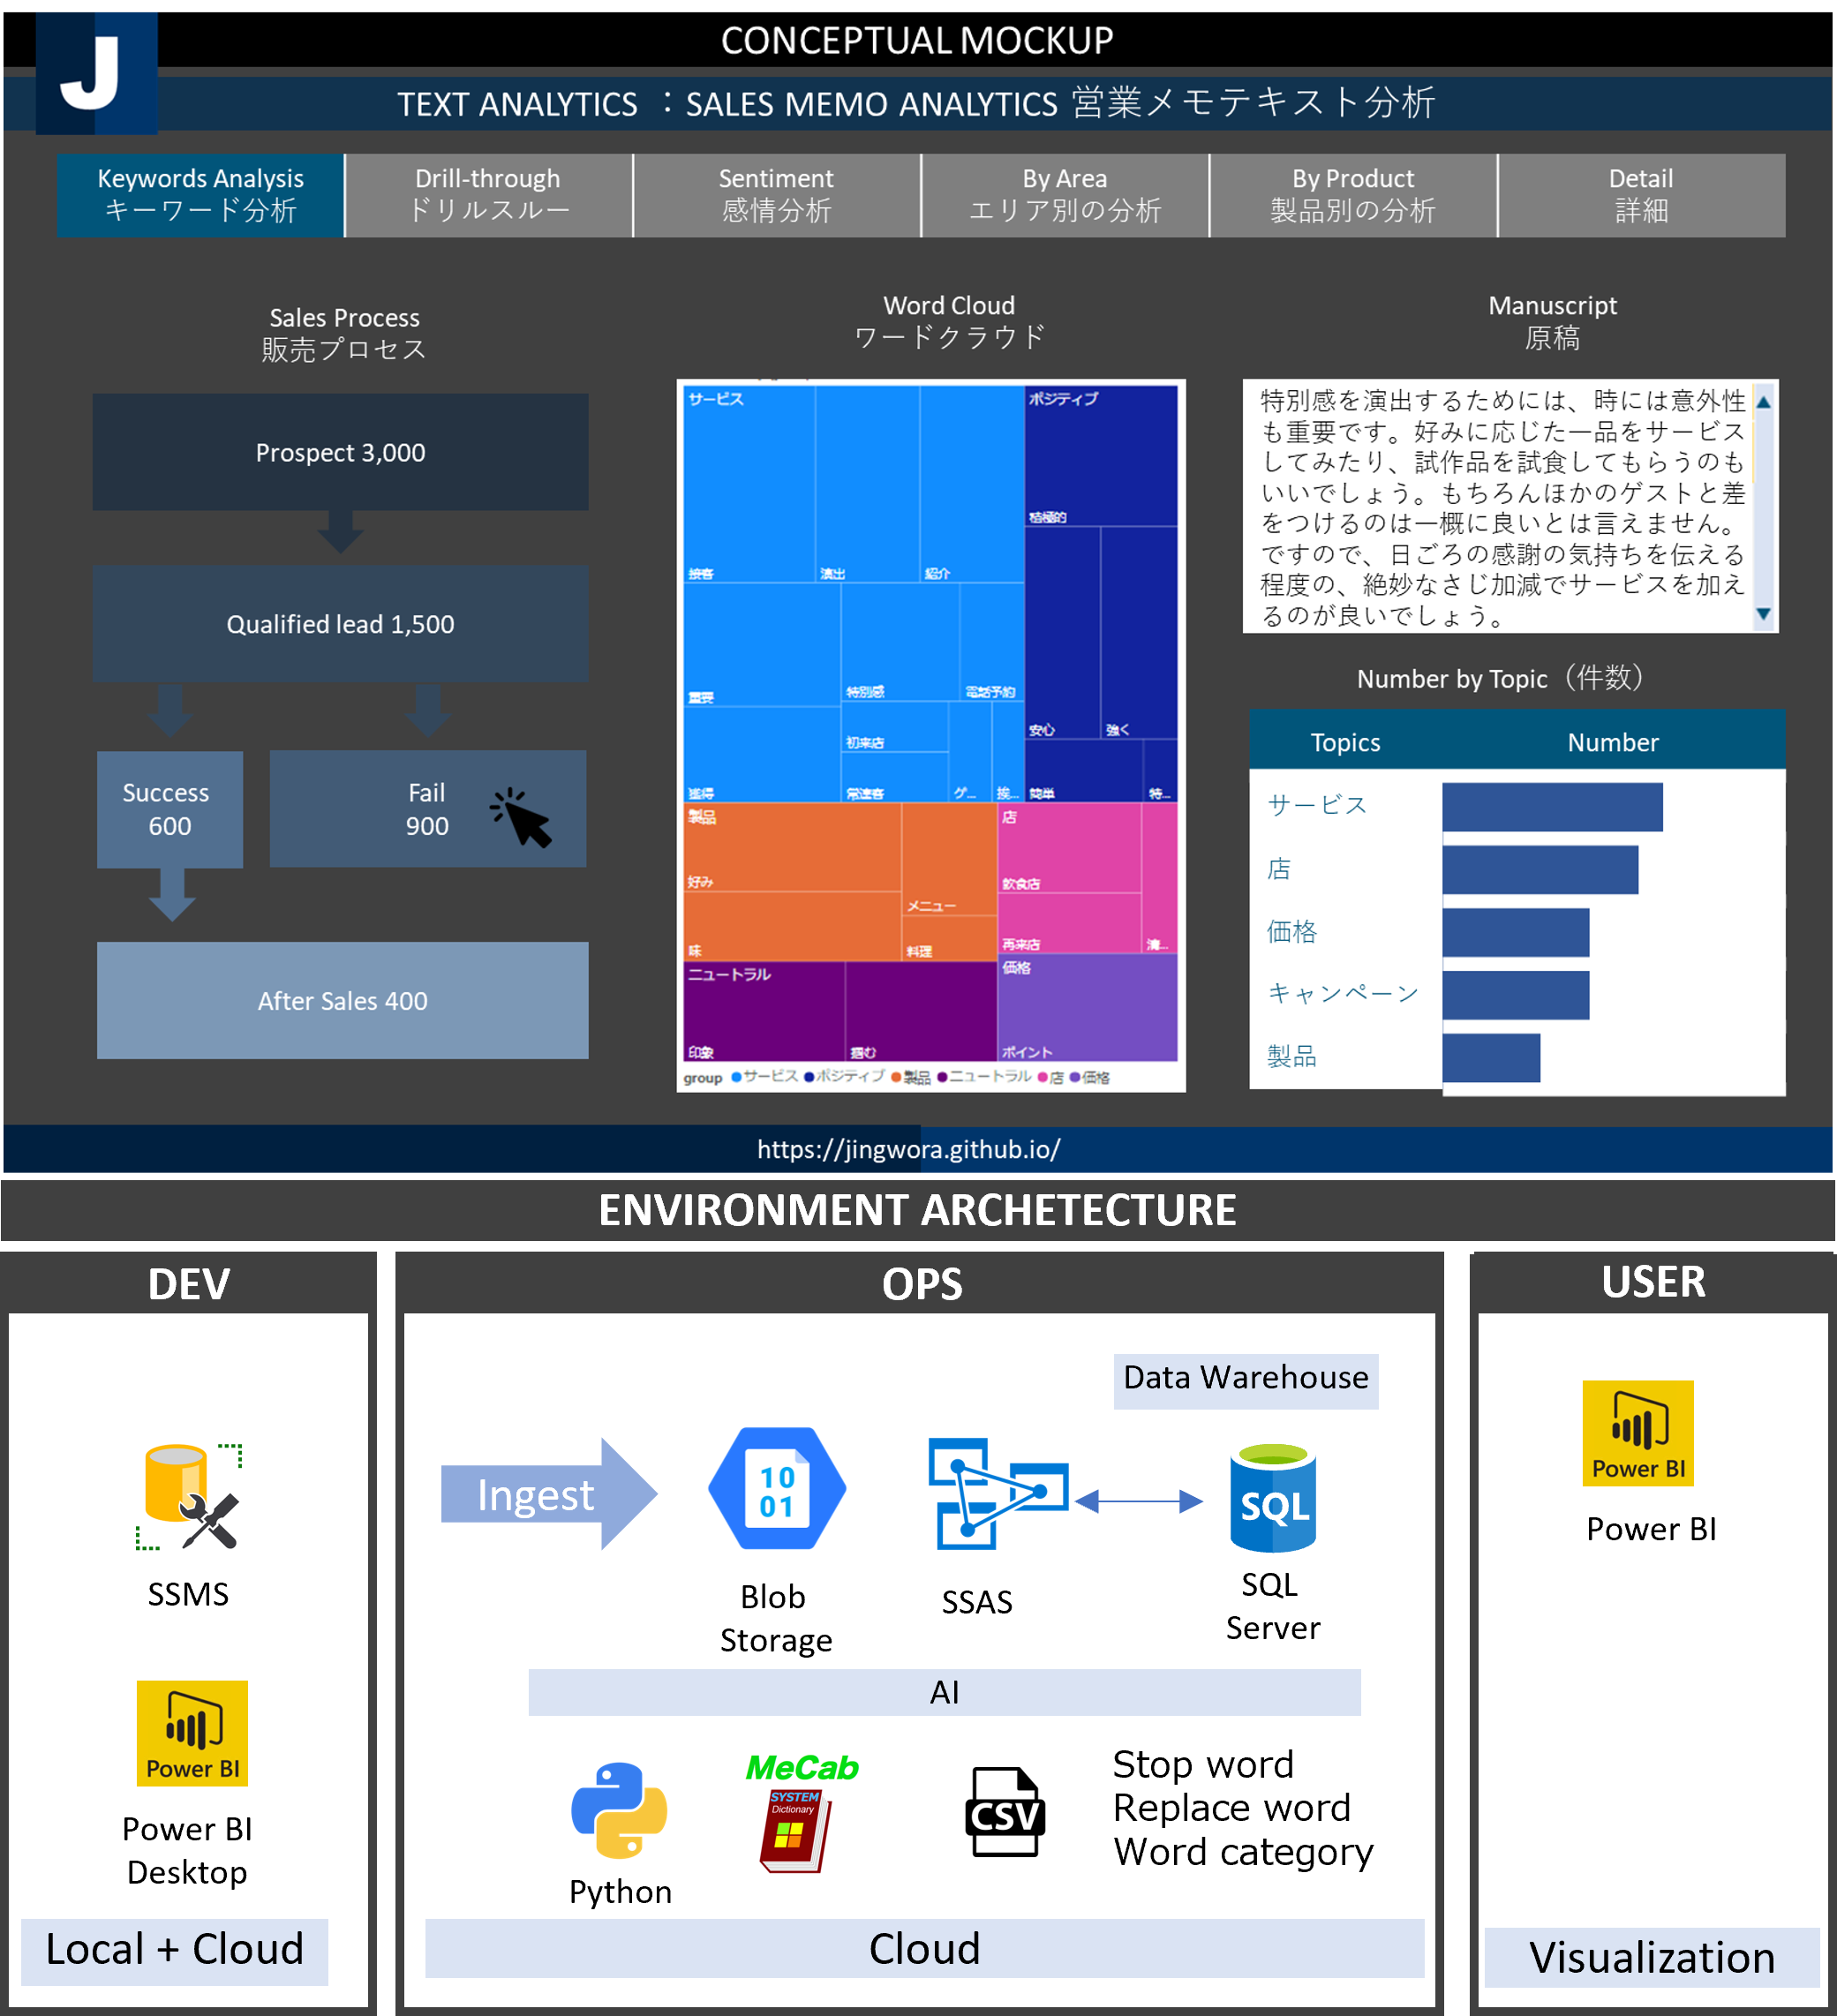 CONCEPTUAL MOCKUP
J
TEXT ANALYTICS ：SALES MEMO ANALYTICS 営業メモテキスト分析
Keywords Analysis
キーワード分析
Drill-through
ドリルスルー
Sentiment
感情分析
By Area
エリア別の分析
By Product
製品別の分析
Detail
詳細
Sales Process
販売プロセス
Prospect 3,000
Qualified lead 1,500
Success
600
Fail
900
After Sales 400
Word Cloud
ワードクラウド
サービス
接客
演出
紹介
重要
特別感
電話予約
獲得
初来店
常連客
ゲ...
挨...
ポジティブ
積極的
安心
強く
簡単
特...
製品
好み
メニュー
味
料理
店
飲食店
再来店
ニュートラル
印象
掴む
価格
ポイント
group サービス ポジティブ 製品 ニュートラル 店 価格
Manuscript
原稿
特別感を演出するためには、時には意外性
も重要です。好みに応じた一品をサービス
してみたり、試作品を試食してもらうのも
いいでしょう。もちろんほかのゲストと差
をつけるのは一概に良いとは言えません。
ですので、日ごろの感謝の気持ちを伝える
程度の、絶妙なさじ加減でサービスを加え
るのが良いでしょう。
Number by Topic（件数）
Topics Number
サービス
店
価格
キャンペーン
製品
https://jingwora.github.io/
ENVIRONMENT ARCHETECTURE
DEV
SSMS
Power BI
Power BI
Desktop
Local + Cloud
OPS
Data Warehouse
Ingest
10
01
Blob
Storage
SSAS
SQL
SQL
Server
AI
Python
MeCab
SYSTEM
Dictionary
CSV
Stop word
Replace word
Word category
Cloud
USER
Power BI
Power BI
Visualization